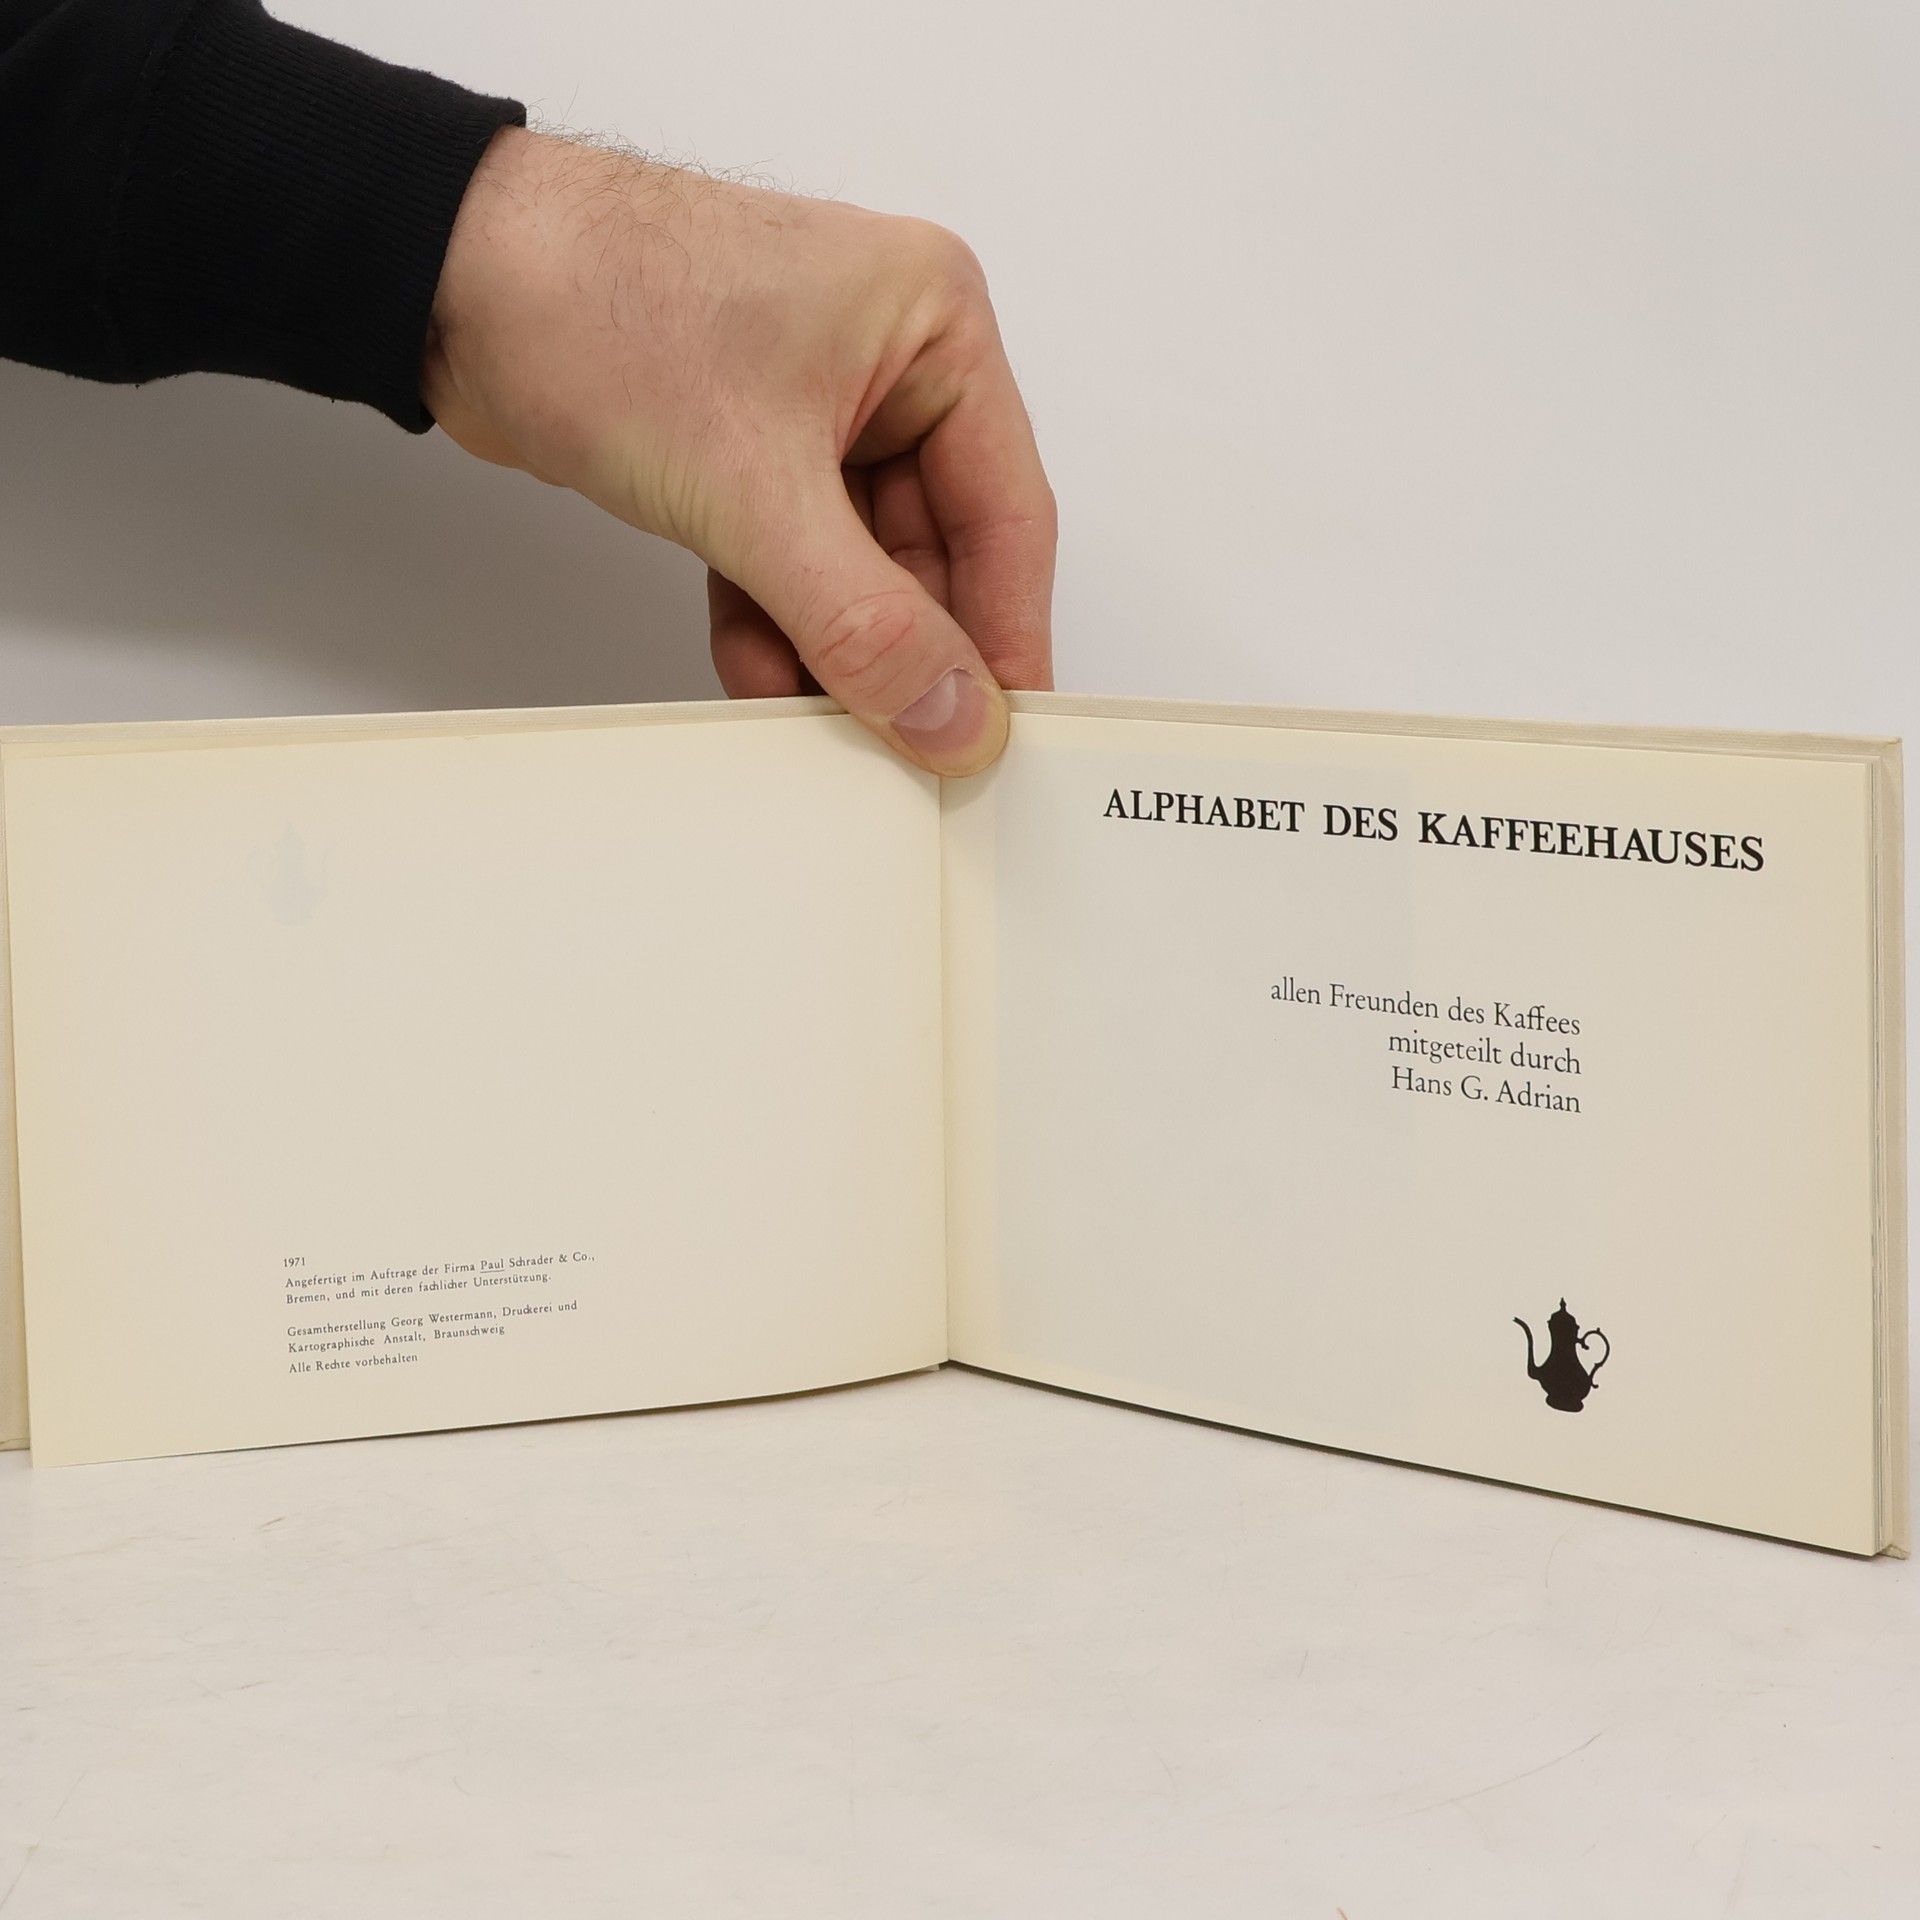 1971
Angefertigt im Auftrage der Firma Paul Schrader & Co.,
Bremen, und mit deren fachlicher Unterstützung.
Gesamtherstellung Georg Westermann, Druckerei und
Kartographische Anstalt, Braunschweig
Alle Rechte vorbehalten
ALPHABET DES KAFFEEHAUSES
allen Freunden des Kaffees
mitgeteilt durch
Hans G. Adrian